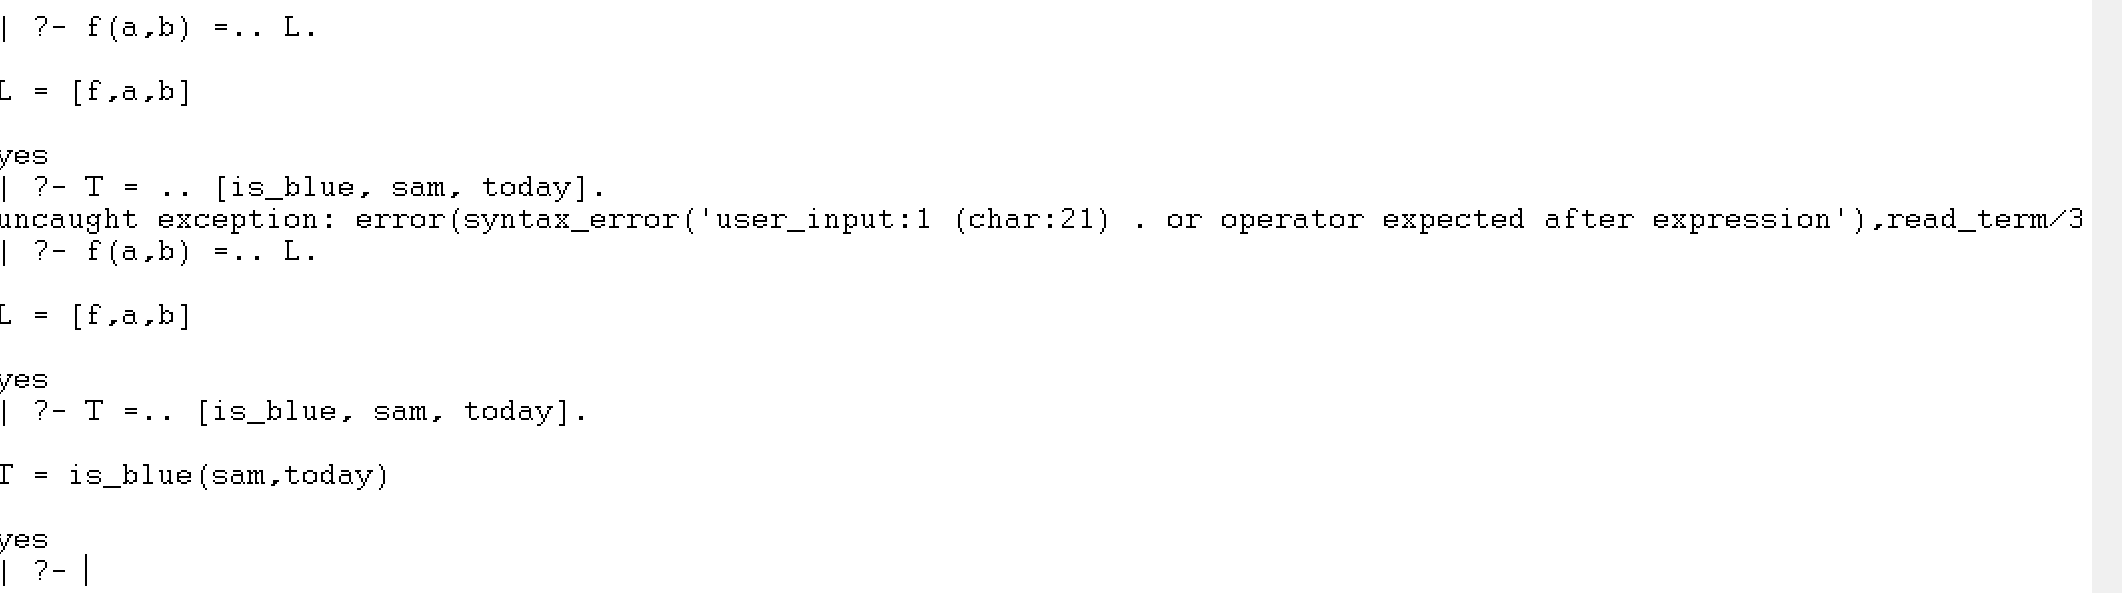 | ?- f(a,b) =.. L.
L = [f,a,b]
yes
| ?- T = .. [is_blue, sam, today].
uncaught exception: error(syntax_error('user_input:1 (char:21) . or operator expected after expression'),read_term/3
| ?- f(a,b) =.. L.
L = [f,a,b]
yes
| ?- T =.. [is_blue, sam, today].
T = is_blue(sam,today)
yes
| ?-